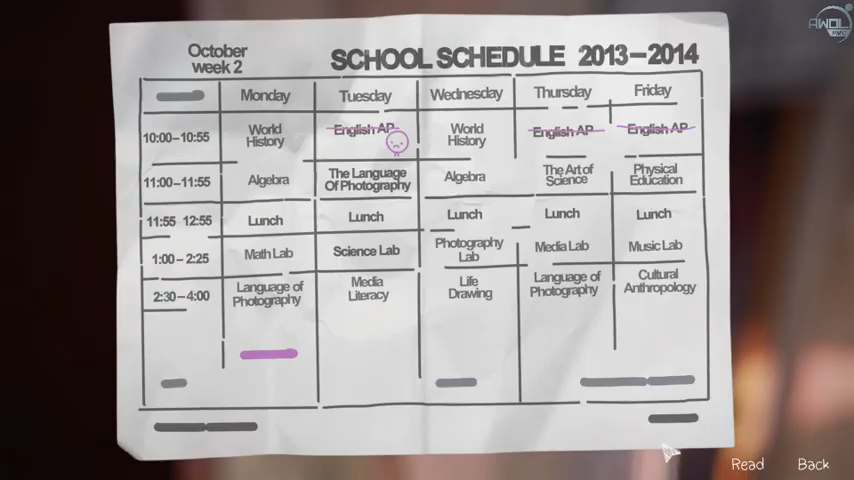 AWOL
October
week 2
SCHOOL SCHEDULE 2013-2014
Monday Tuesday Wednesday Thursday Friday
10:00-10:55 World History English AP World History English AP English AP
11:00-11:55 Algebra The Language Of Photography Algebra The Art of Science Physical Education
11:55 12:55 Lunch Lunch Lunch Lunch Lunch
1:00-2:25 Math Lab Science Lab Photography Lab Media Lab Music Lab
2:30-4:00 Language of Photography Media Literacy Life Drawing Language of Photography Cultural Anthropology
Read Back